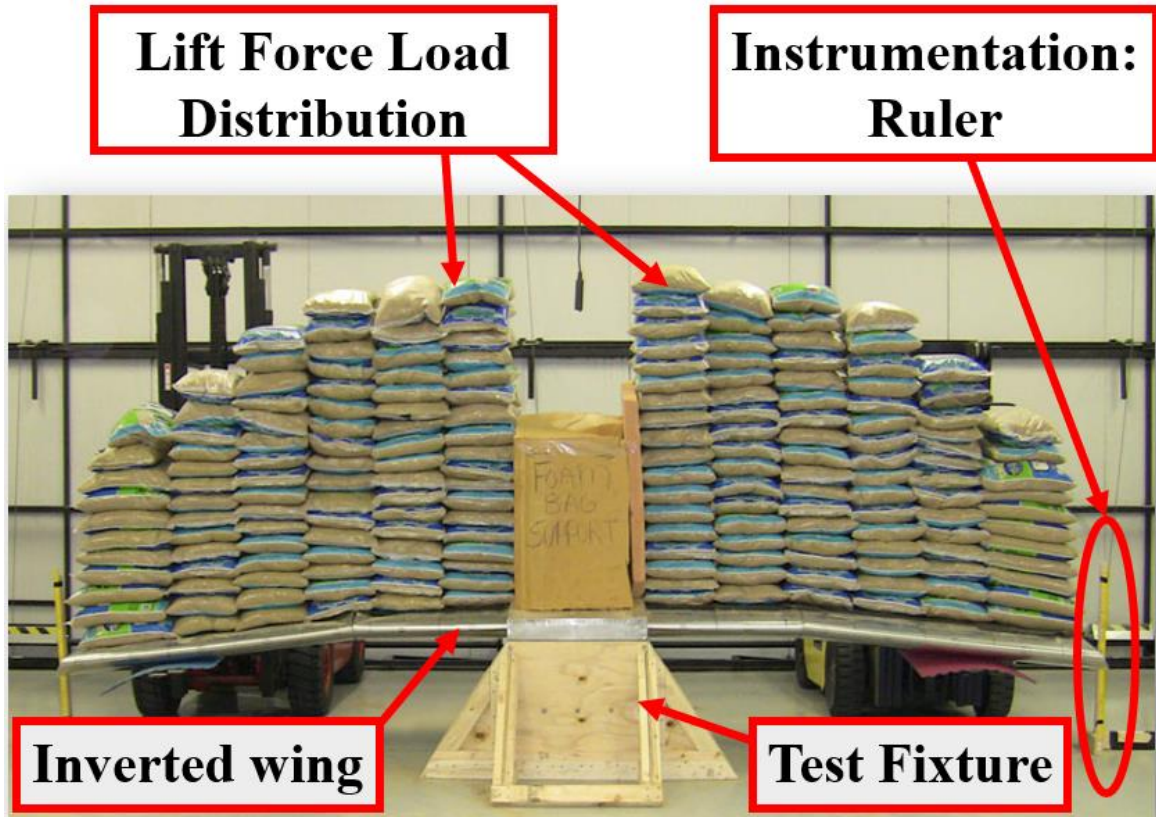 Lift Force Load
Distribution
Instrumentation:
Ruler
FOAM
BAG
SUPPORT
Inverted wing
Test Fixture